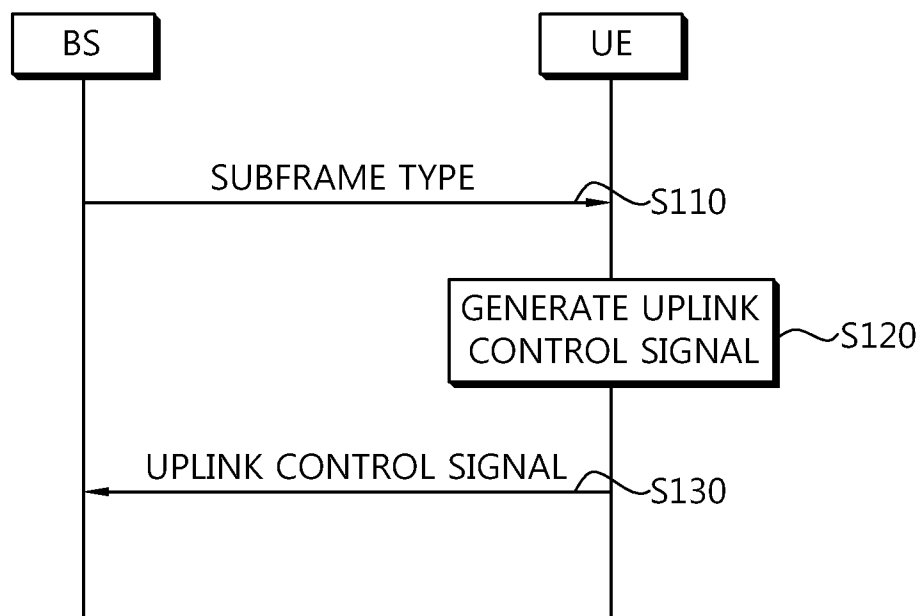 BS
UE
SUBFRAME TYPE
S110
GENERATE UPLINK
CONTROL SIGNAL
S120
UPLINK CONTROL SIGNAL
S130